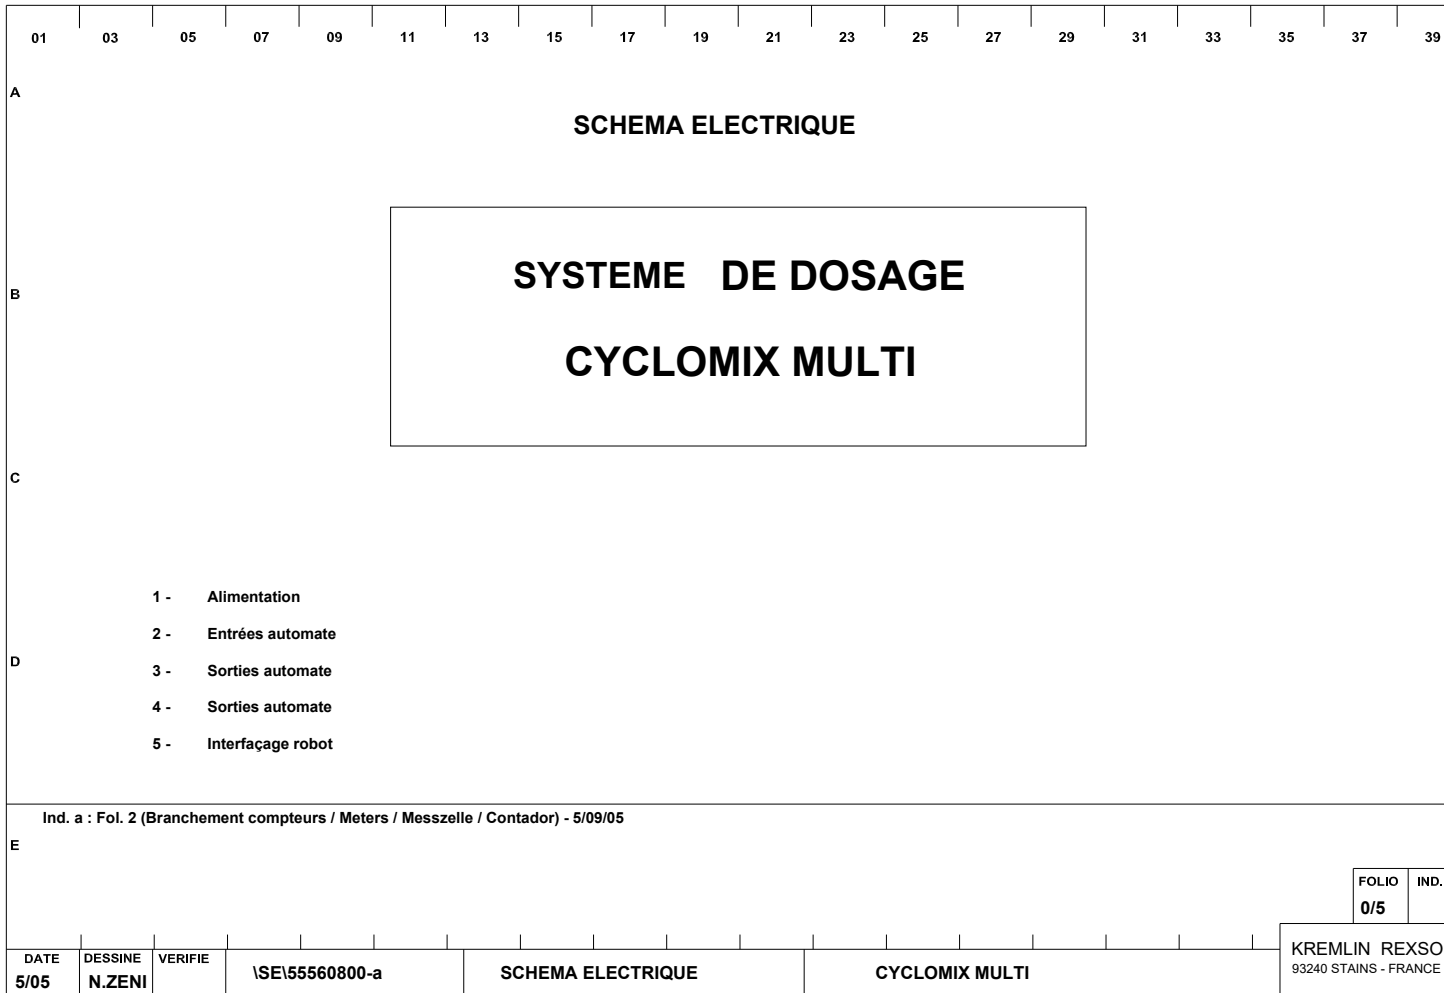 01 03 05 07 09 11 13 15 17 19 21 23 25 27 29 31 33 35 37 39
A
SCHEMA ELECTRIQUE
SYSTEME DE DOSAGE
B
CYCLOMIX MULTI
C
1 - Alimentation
2 - Entrées automate
D
3 - Sorties automate
4 - Sorties automate
5 - Interfaçage robot
Ind. a : Fol. 2 (Branchement compteurs / Meters / Messzelle / Contador) - 5/09/05
E
FOLIO IND.
0/5
DATE DESSINE VERIFIE
5/05 N.ZENI \SE\55560800-a SCHEMA ELECTRIQUE CYCLOMIX MULTI
KREMLIN REXSO
93240 STAINS - FRANCE